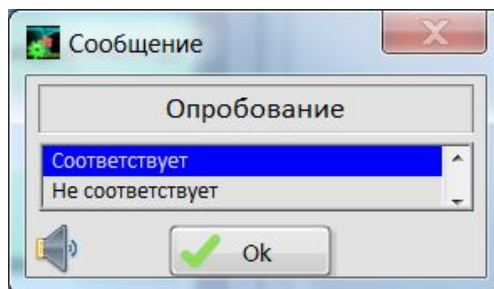 Сообщение
Опробование
Соответствует
Не соответствует
Ok